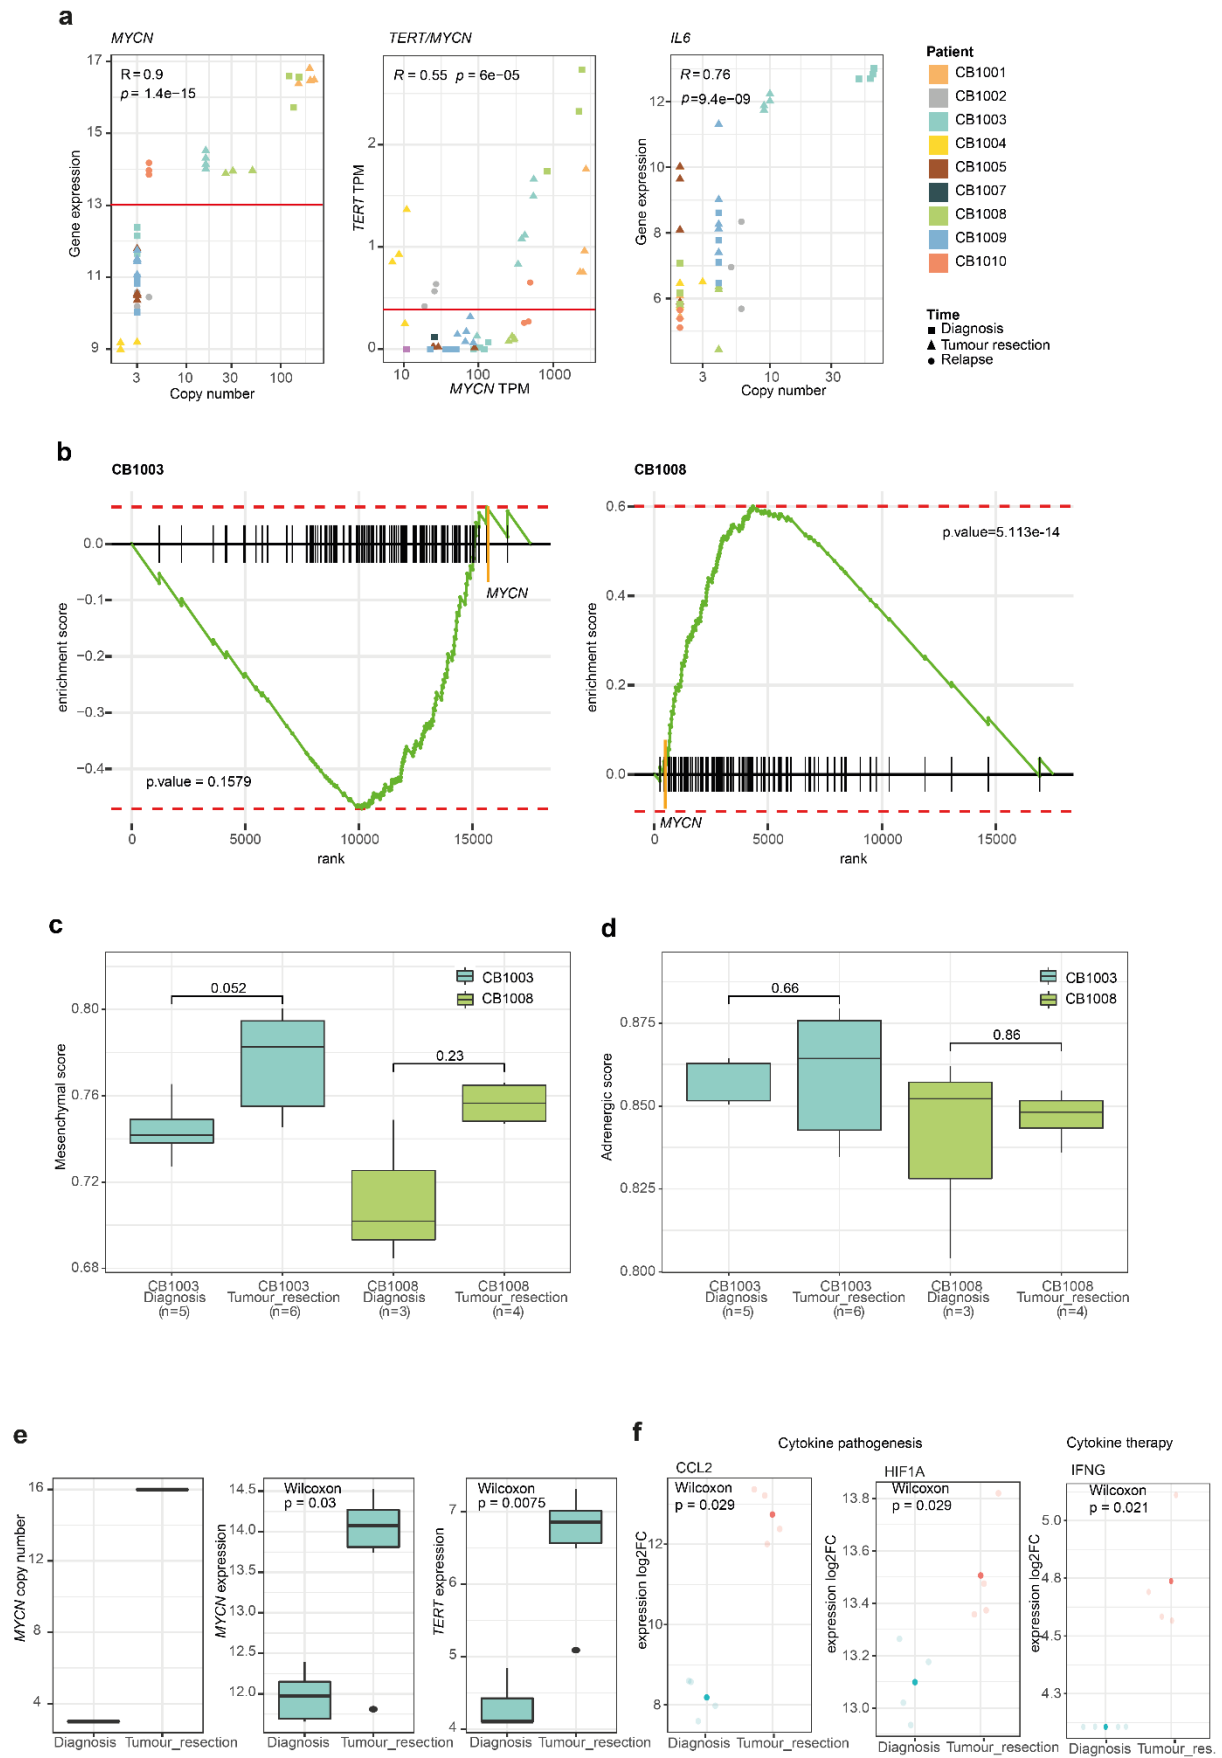 a
MYCN
TERT/MYCN
IL6
R = 0.9
p = 1.4e−15
Gene expression
17
15
13
11
9
3
10
30
100
Copy number
R = 0.55 p = 6e−05
TERT TPM
2
1
0
10
100
1000
MYCN TPM
R = 0.76
p=9.4e−09
Gene expression
12
10
8
6
3
10
30
Copy number
Patient
CB1001
CB1002
CB1003
CB1004
CB1005
CB1007
CB1008
CB1009
CB1010
Time
Diagnosis
Tumour resection
Relapse
b
CB1003
enrichment score
0.0
−0.1
−0.2
−0.3
−0.4
MYCN
p.value = 0.1579
0
5000
10000
15000
rank
CB1008
enrichment score
0.6
0.4
0.2
0.0
p.value=5.113e-14
MYCN
0
5000
10000
15000
rank
c
Mesenchymal score
0.80
0.76
0.72
0.68
CB1003
CB1008
0.052
0.23
CB1003
Diagnosis
(n=5)
CB1003
Tumour_resection
(n=6)
CB1008
Diagnosis
(n=3)
CB1008
Tumour_resection
(n=4)
d
Adrenergic score
0.875
0.850
0.825
0.800
CB1003
CB1008
0.66
0.86
CB1003
Diagnosis
(n=5)
CB1003
Tumour_resection
(n=6)
CB1008
Diagnosis
(n=3)
CB1008
Tumour_resection
(n=4)
e
MYCN copy number
16
12
8
4
Diagnosis
Tumour_resection
MYCN expression
14.5
14.0
13.5
13.0
12.5
12.0
Wilcoxon
p = 0.03
Diagnosis
Tumour_resection
TERT expression
7
6
5
4
Wilcoxon
p = 0.0075
Diagnosis
Tumour_resection
f
Cytokine pathogenesis
Cytokine therapy
CCL2
Wilcoxon
p = 0.029
expression log2FC
12
8
Diagnosis
Tumour_resection
HIF1A
Wilcoxon
p = 0.029
expression log2FC
13.8
13.6
13.4
13.2
13.0
Diagnosis
Tumour_resection
IFNG
Wilcoxon
p = 0.021
expression log2FC
5.0
4.8
4.5
4.3
Diagnosis
Tumour_res.